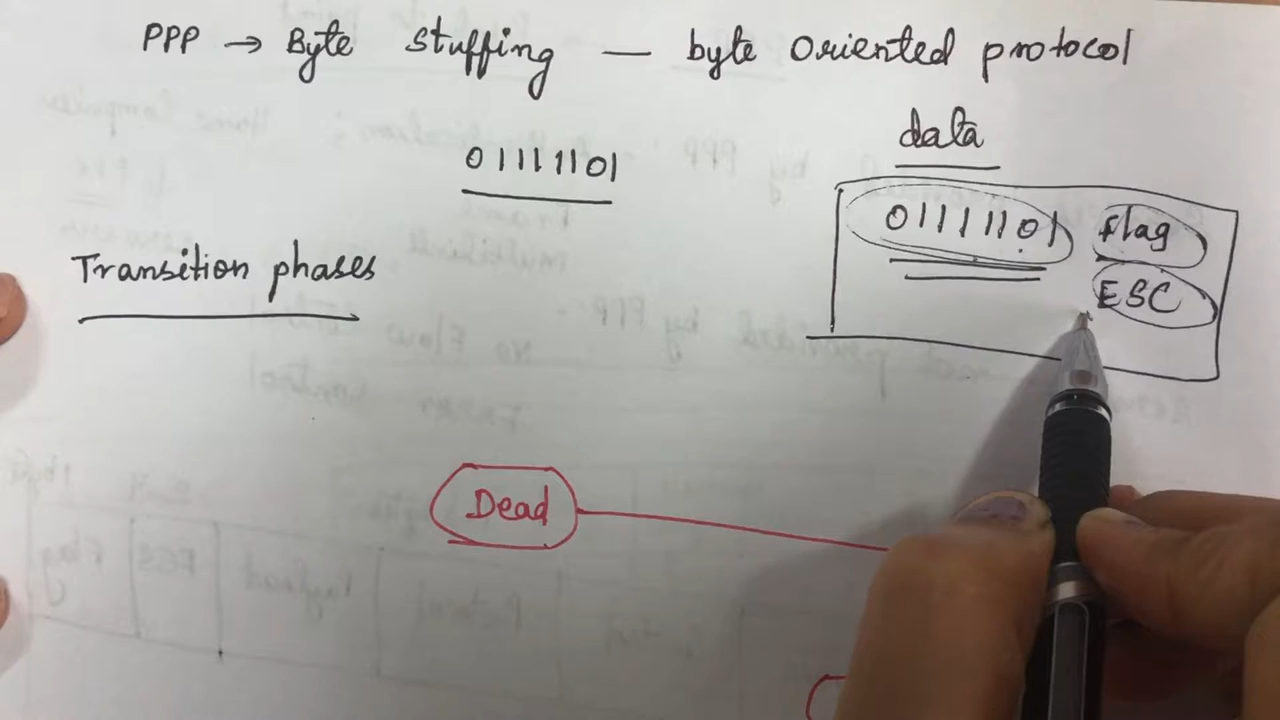 PPP → Byte stuffing — byte oriented protocol
data
01111101
01111101 flag
ESC
Transition phases
Dead